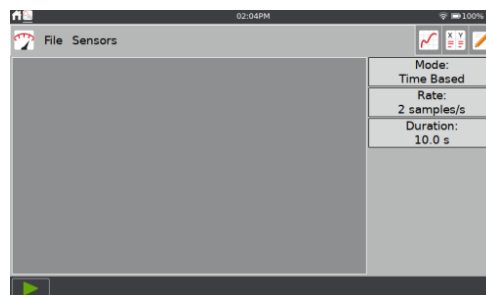 02:04PM
100%
File Sensors
X Y
Mode:
Time Based
Rate:
2 samples/s
Duration:
10.0 s